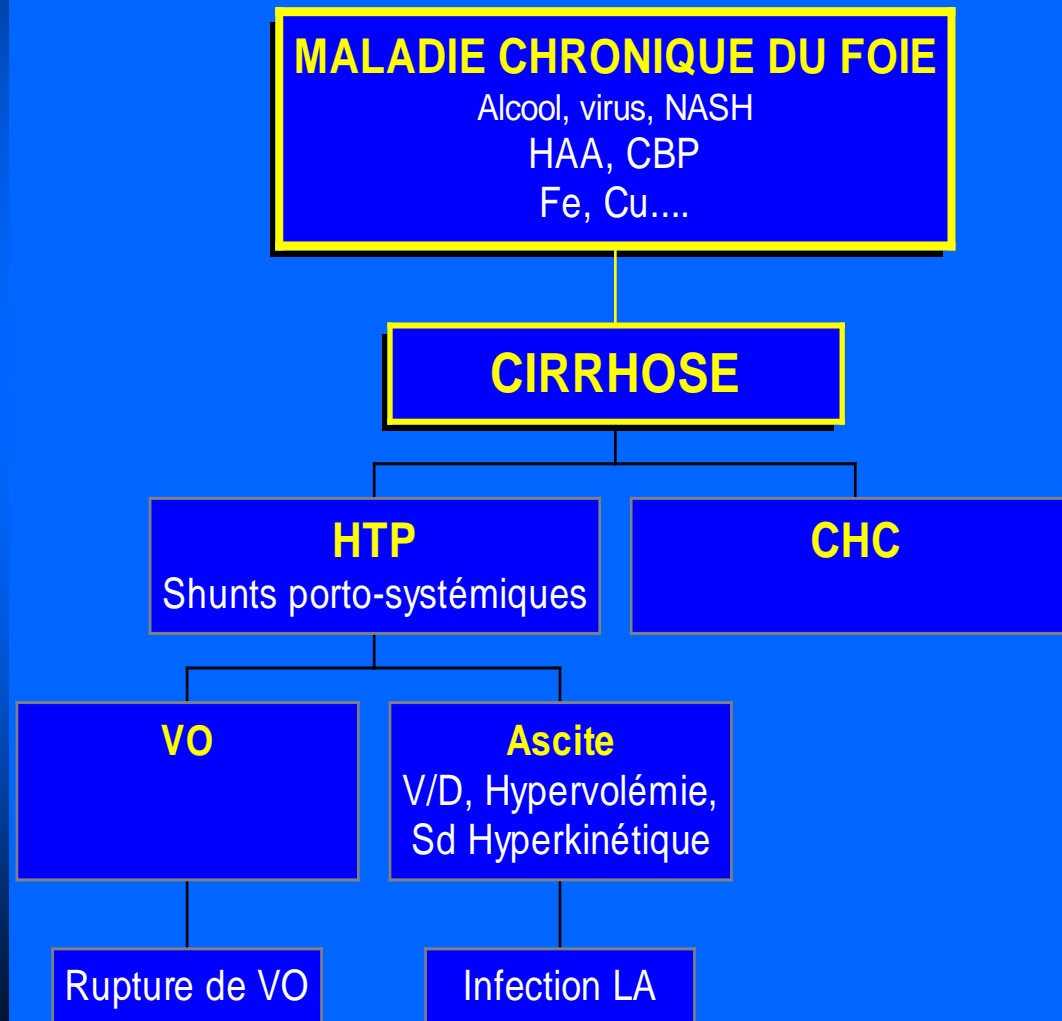 MALADIE CHRONIQUE DU FOIE
Alcool, virus, NASH
HAA, CBP
Fe, Cu....
CIRRHOSE
HTP
Shunts porto-systémiques
CHC
VO
Ascite
V/D, Hypervolémie,
Sd Hyperkinétique
Rupture de VO
Infection LA